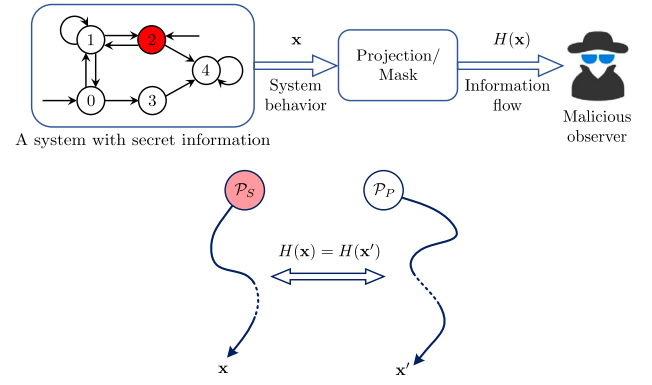 1
2
4
0
3
A system with secret information
x
System
behavior
Projection/
Mask
H(x)
Information
flow
Malicious
observer
𝒫_S
𝒫_P
H(x) = H(x′)
x
x′